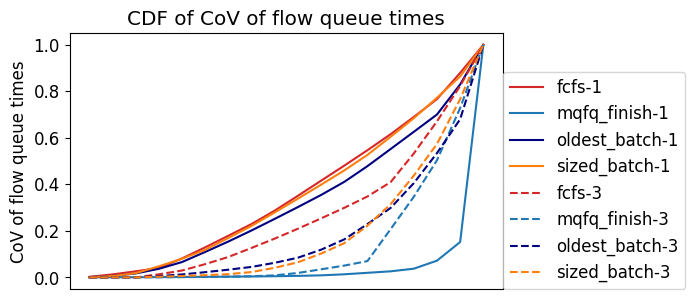 CDF of CoV of flow queue times
CoV of flow queue times
1.0
0.8
0.6
0.4
0.2
0.0
fcfs-1
mqfq_finish-1
oldest_batch-1
sized_batch-1
fcfs-3
mqfq_finish-3
oldest_batch-3
sized_batch-3